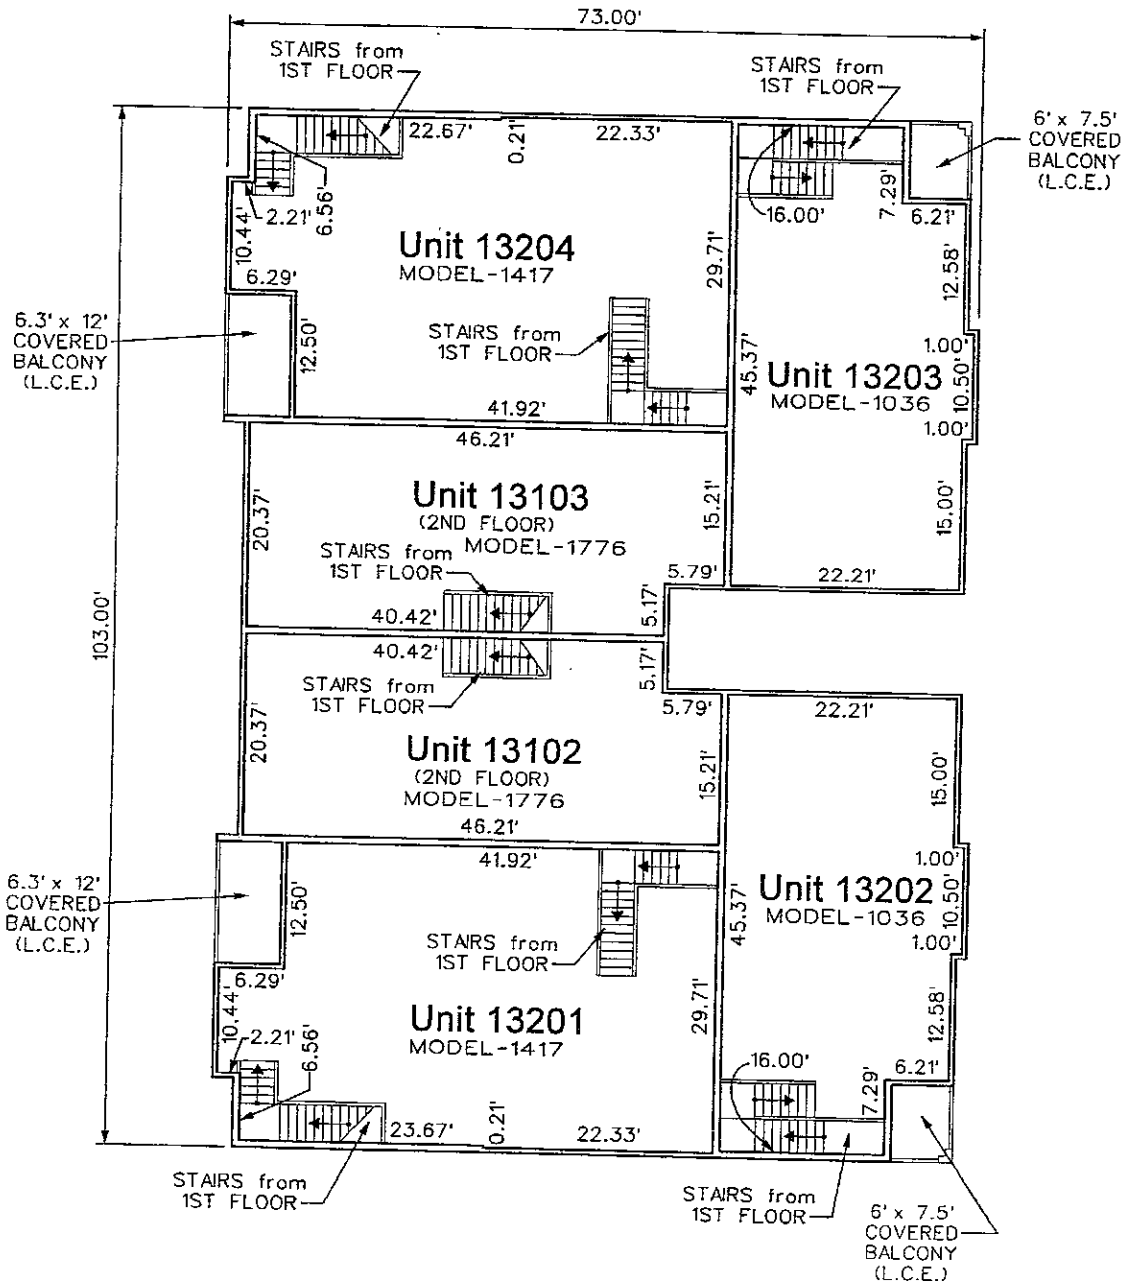 73.00'
STAIRS from
1ST FLOOR
STAIRS from
1ST FLOOR
6' x 7.5'
COVERED
BALCONY
(L.C.E.)
22.67'
0.21'
22.33'
6.56'
2.21'
10.44'
6.29'
16.00'
7.29'
6.21'
Unit 13204
MODEL-1417
29.71'
12.58'
6.3' x 12'
COVERED
BALCONY
(L.C.E.)
12.50'
STAIRS from
1ST FLOOR
45.37'
1.00'
Unit 13203
MODEL-1036
10.50'
1.00'
41.92'
46.21'
Unit 13103
(2ND FLOOR)
MODEL-1776
20.37'
15.21'
15.00'
STAIRS from
1ST FLOOR
5.79'
22.21'
40.42'
5.17'
103.00'
40.42'
5.17'
STAIRS from
1ST FLOOR
5.79'
22.21'
20.37'
Unit 13102
(2ND FLOOR)
MODEL-1776
15.21'
15.00'
46.21'
41.92'
1.00'
6.3' x 12'
COVERED
BALCONY
(L.C.E.)
12.50'
45.37'
Unit 13202
MODEL-1036
10.50'
1.00'
STAIRS from
1ST FLOOR
6.29'
10.44'
2.21'
6.56'
Unit 13201
MODEL-1417
29.71'
12.58'
16.00'
7.29'
6.21'
23.67'
0.21'
22.33'
STAIRS from
1ST FLOOR
STAIRS from
1ST FLOOR
6' x 7.5'
COVERED
BALCONY
(L.C.E.)